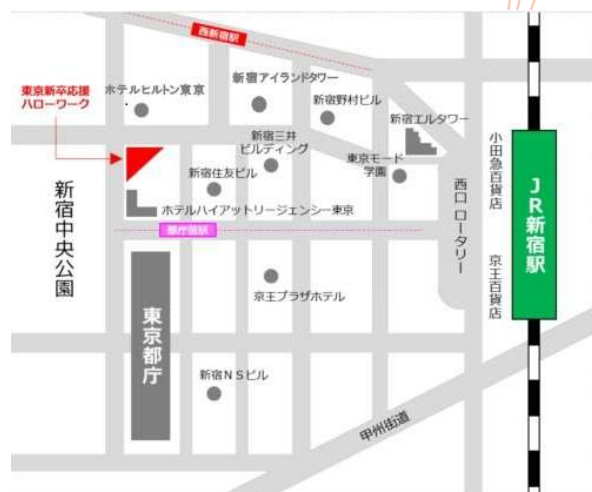 西新宿駅
東京新卒応援
ハローワーク
ホテルヒルトン東京
新宿アイランドタワー
新宿野村ビル
新宿エルタワー
新宿三井
ビルディング
東京モード
学園
新宿住友ビル
ホテルハイアットリージェンシー東京
都庁前駅
新宿中央公園
西口 ロータリー
小田急百貨店
京王百貨店
JR新宿駅
京王プラザホテル
東京都庁
新宿NSビル
甲州街道